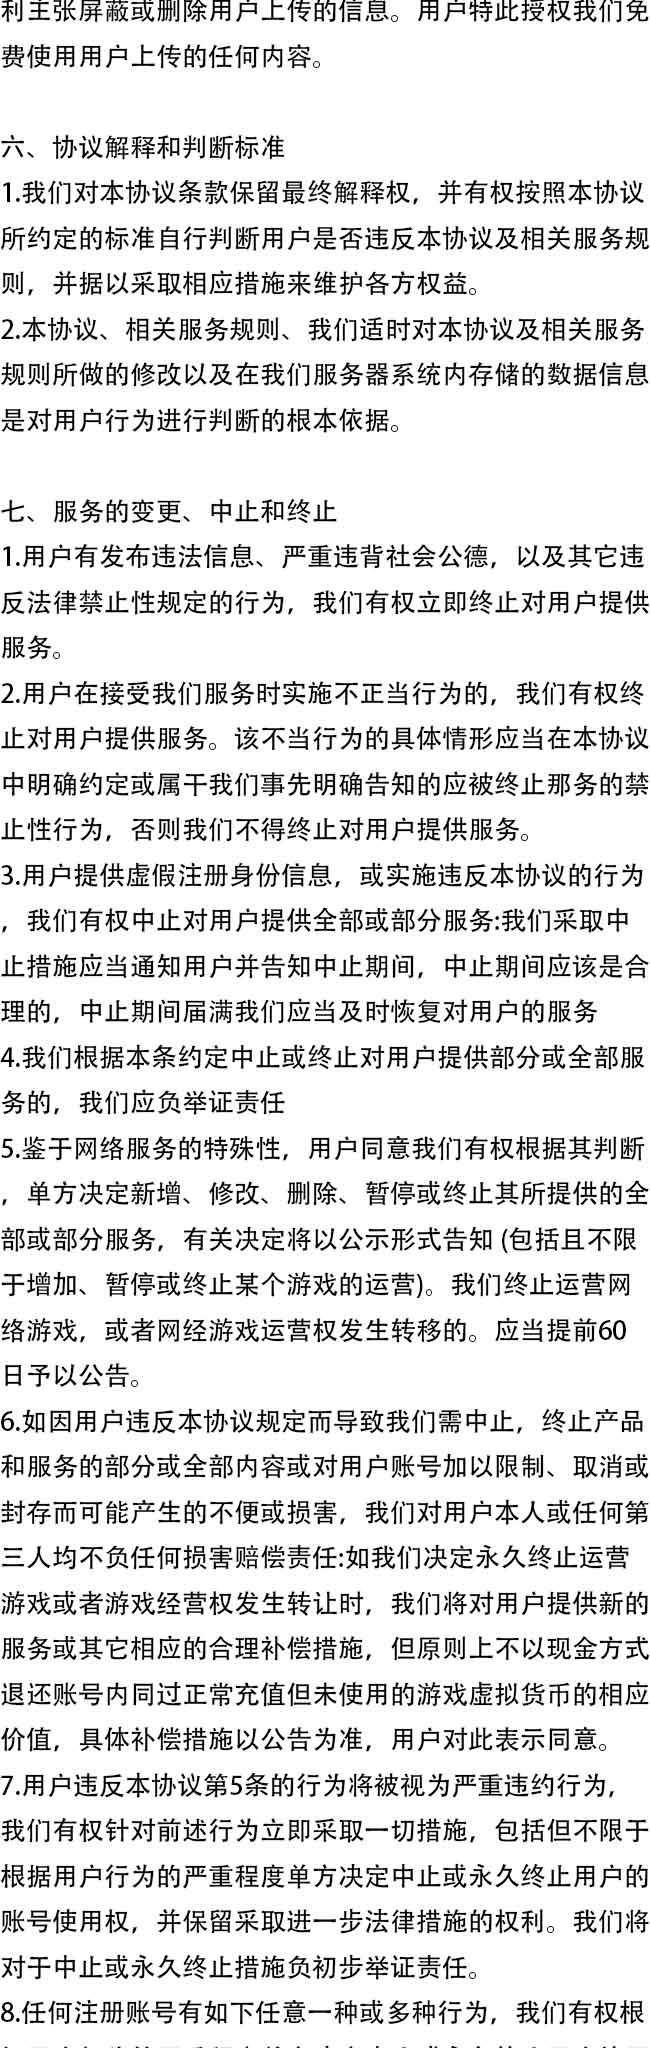 利主张屏蔽或删除用户上传的信息。用户特此授权我们免
费使用用户上传的任何内容。
六、协议解释和判断标准
1.我们对本协议条款保留最终解释权，并有权按照本协议
所约定的标准自行判断用户是否违反本协议及相关服务规
则，并据以采取相应措施来维护各方权益。
2.本协议、相关服务规则、我们适时对本协议及相关服务
规则所做的修改以及在我们服务器系统内存储的数据信息
是对用户行为进行判断的根本依据。
七、服务的变更、中止和终止
1.用户有发布违法信息、严重违背社会公德，以及其它违
反法律禁止性规定的行为，我们有权立即终止对用户提供
服务。
2.用户在接受我们服务时实施不正当行为的，我们有权终
止对用户提供服务。该不当行为的具体情形应当在本协议
中明确约定或属干我们事先明确告知的应被终止那务的禁
止性行为，否则我们不得终止对用户提供服务。
3.用户提供虚假注册身份信息，或实施违反本协议的行为
，我们有权中止对用户提供全部或部分服务:我们采取中
止措施应当通知用户并告知中止期间，中止期间应该是合
理的，中止期间届满我们应当及时恢复对用户的服务
4.我们根据本条约定中止或终止对用户提供部分或全部服
务的，我们应负举证责任
5.鉴于网络服务的特殊性，用户同意我们有权根据其判断
，单方决定新增、修改、删除、暂停或终止其所提供的全
部或部分服务，有关决定将以公示形式告知 (包括且不限
于增加、暂停或终止某个游戏的运营)。我们终止运营网
络游戏，或者网经游戏运营权发生转移的。应当提前60
日予以公告。
6.如因用户违反本协议规定而导致我们需中止，终止产品
和服务的部分或全部内容或对用户账号加以限制、取消或
封存而可能产生的不便或损害，我们对用户本人或任何第
三人均不负任何损害赔偿责任:如我们决定永久终止运营
游戏或者游戏经营权发生转让时，我们将对用户提供新的
服务或其它相应的合理补偿措施，但原则上不以现金方式
退还账号内同过正常充值但未使用的游戏虚拟货币的相应
价值，具体补偿措施以公告为准，用户对此表示同意。
7.用户违反本协议第5条的行为将被视为严重违约行为，
我们有权针对前述行为立即采取一切措施，包括但不限于
根据用户行为的严重程度单方决定中止或永久终止用户的
账号使用权，并保留采取进一步法律措施的权利。我们将
对于中止或永久终止措施负初步举证责任。
8.任何注册账号有如下任意一种或多种行为，我们有权根